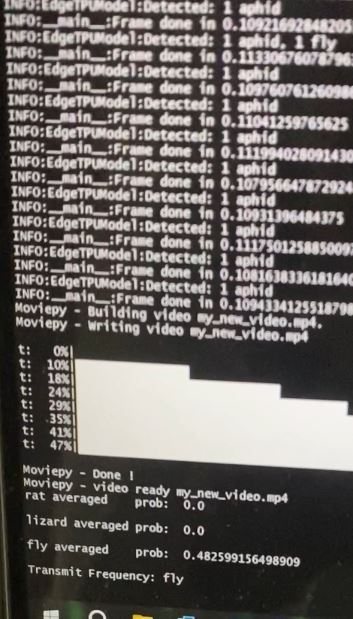 INFO:EdgeTPUModel:Detected: 1 aphid
INFO:__main__:Frame done in 0.10921692848205
INFO:EdgeTPUModel:Detected: 1 aphid, 1 fly
INFO:__main__:Frame done in 0.11330676078796
INFO:EdgeTPUModel:Detected: 1 aphid
INFO:__main__:Frame done in 0.10976076126098
INFO:EdgeTPUModel:Detected: 1 aphid
INFO:__main__:Frame done in 0.11041259765625
INFO:EdgeTPUModel:Detected: 1 aphid
INFO:__main__:Frame done in 0.11199402809143
INFO:EdgeTPUModel:Detected: 1 aphid
INFO:__main__:Frame done in 0.107956647872924
INFO:EdgeTPUModel:Detected: 1 aphid
INFO:__main__:Frame done in 0.10931396484375
INFO:EdgeTPUModel:Detected: 1 aphid
INFO:__main__:Frame done in 0.111750125885009
INFO:EdgeTPUModel:Detected: 1 aphid
INFO:__main__:Frame done in 0.108163833618164
INFO:EdgeTPUModel:Detected: 1 aphid
INFO:__main__:Frame done in 0.109433412551879
Moviepy - Building video my_new_video.mp4.
Moviepy - Writing video my_new_video.mp4
t: 0%|
t: 10%|
t: 18%|
t: 24%|
t: 29%|
t: 35%|
t: 41%|
t: 47%|
Moviepy - Done !
Moviepy - video ready my_new_video.mp4
rat averaged prob: 0.0
lizard averaged prob: 0.0
fly averaged prob: 0.482599156498909
Transmit Frequency: fly